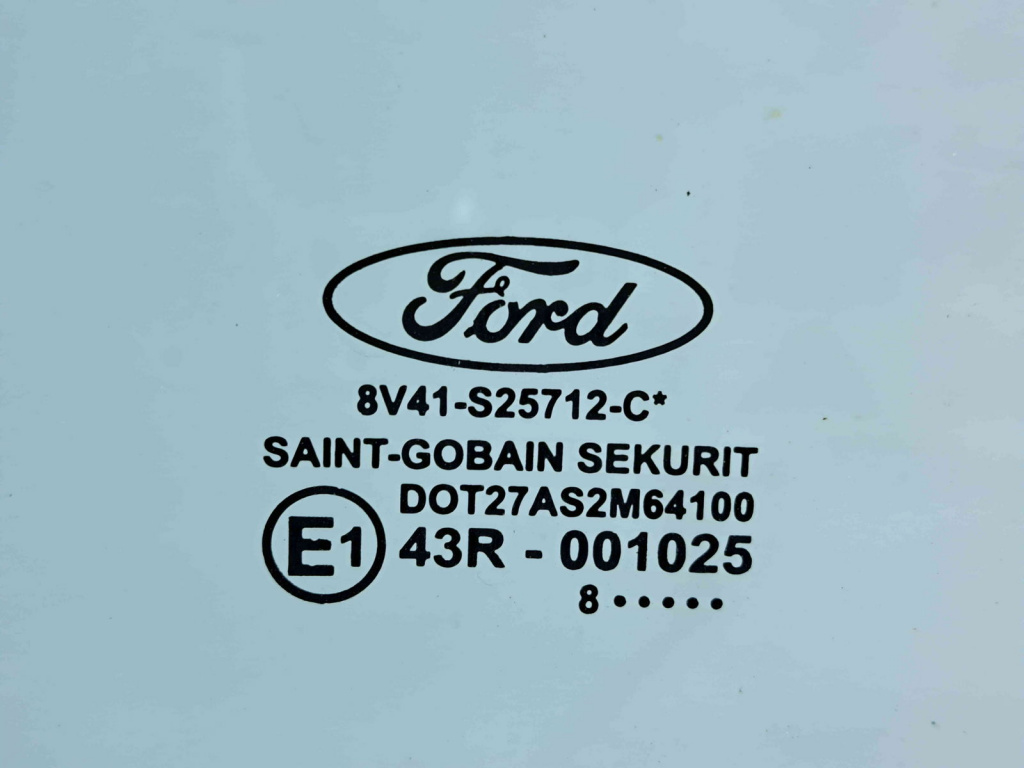 Ford
8V41-S25712-C*
SAINT-GOBAIN SEKURIT
DOT27AS2M64100
E1 43R - 001025
8 • • • • •